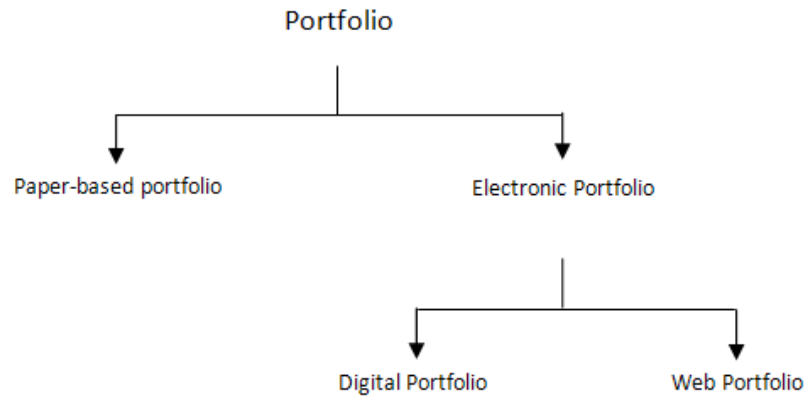 Portfolio
Paper-based portfolio
Electronic Portfolio
Digital Portfolio
Web Portfolio